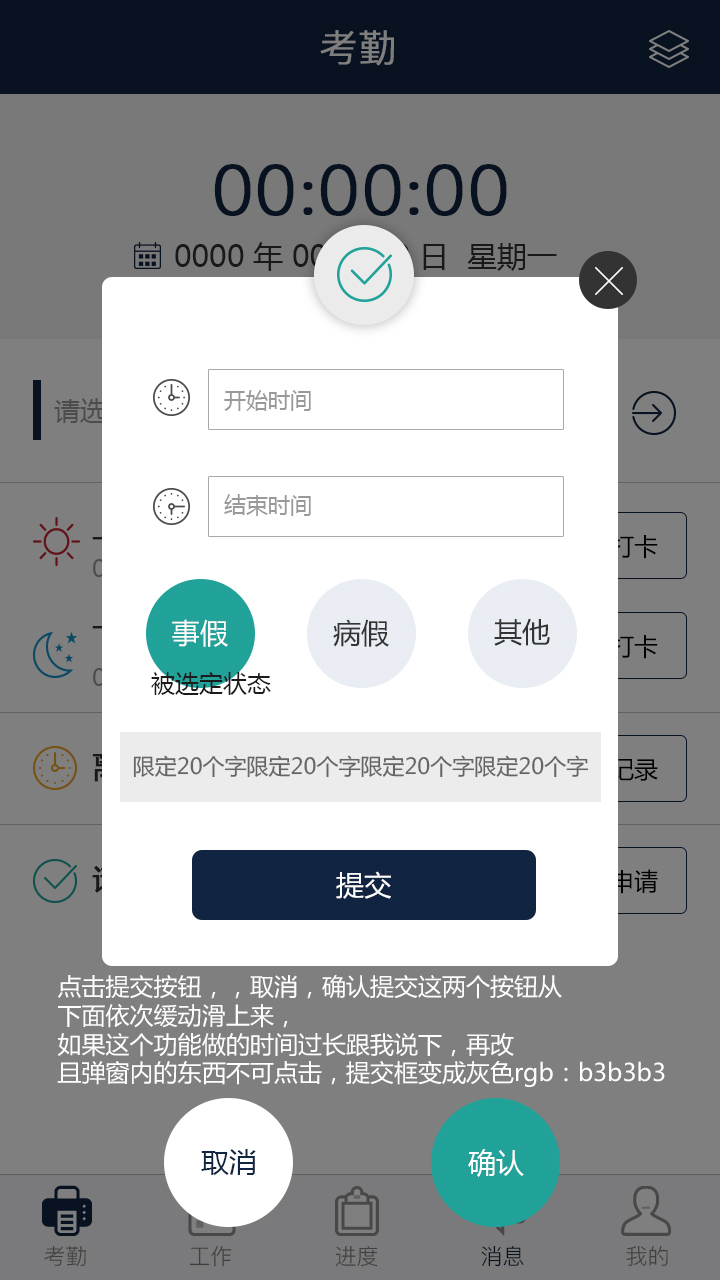 考勤
00:00:00
0000 年 00 日 星期一
开始时间
请选
结束时间
打卡
事假 病假 其他
打卡
被选定状态
限定20个字限定20个字限定20个字限定20个字
记录
提交
申请
点击提交按钮，，取消，确认提交这两个按钮从
下面依次缓动滑上来，
如果这个功能做的时间过长跟我说下，再改
且弹窗内的东西不可点击，提交框变成灰色rgb：b3b3b3
取消 确认
考勤 工作 进度 消息 我的